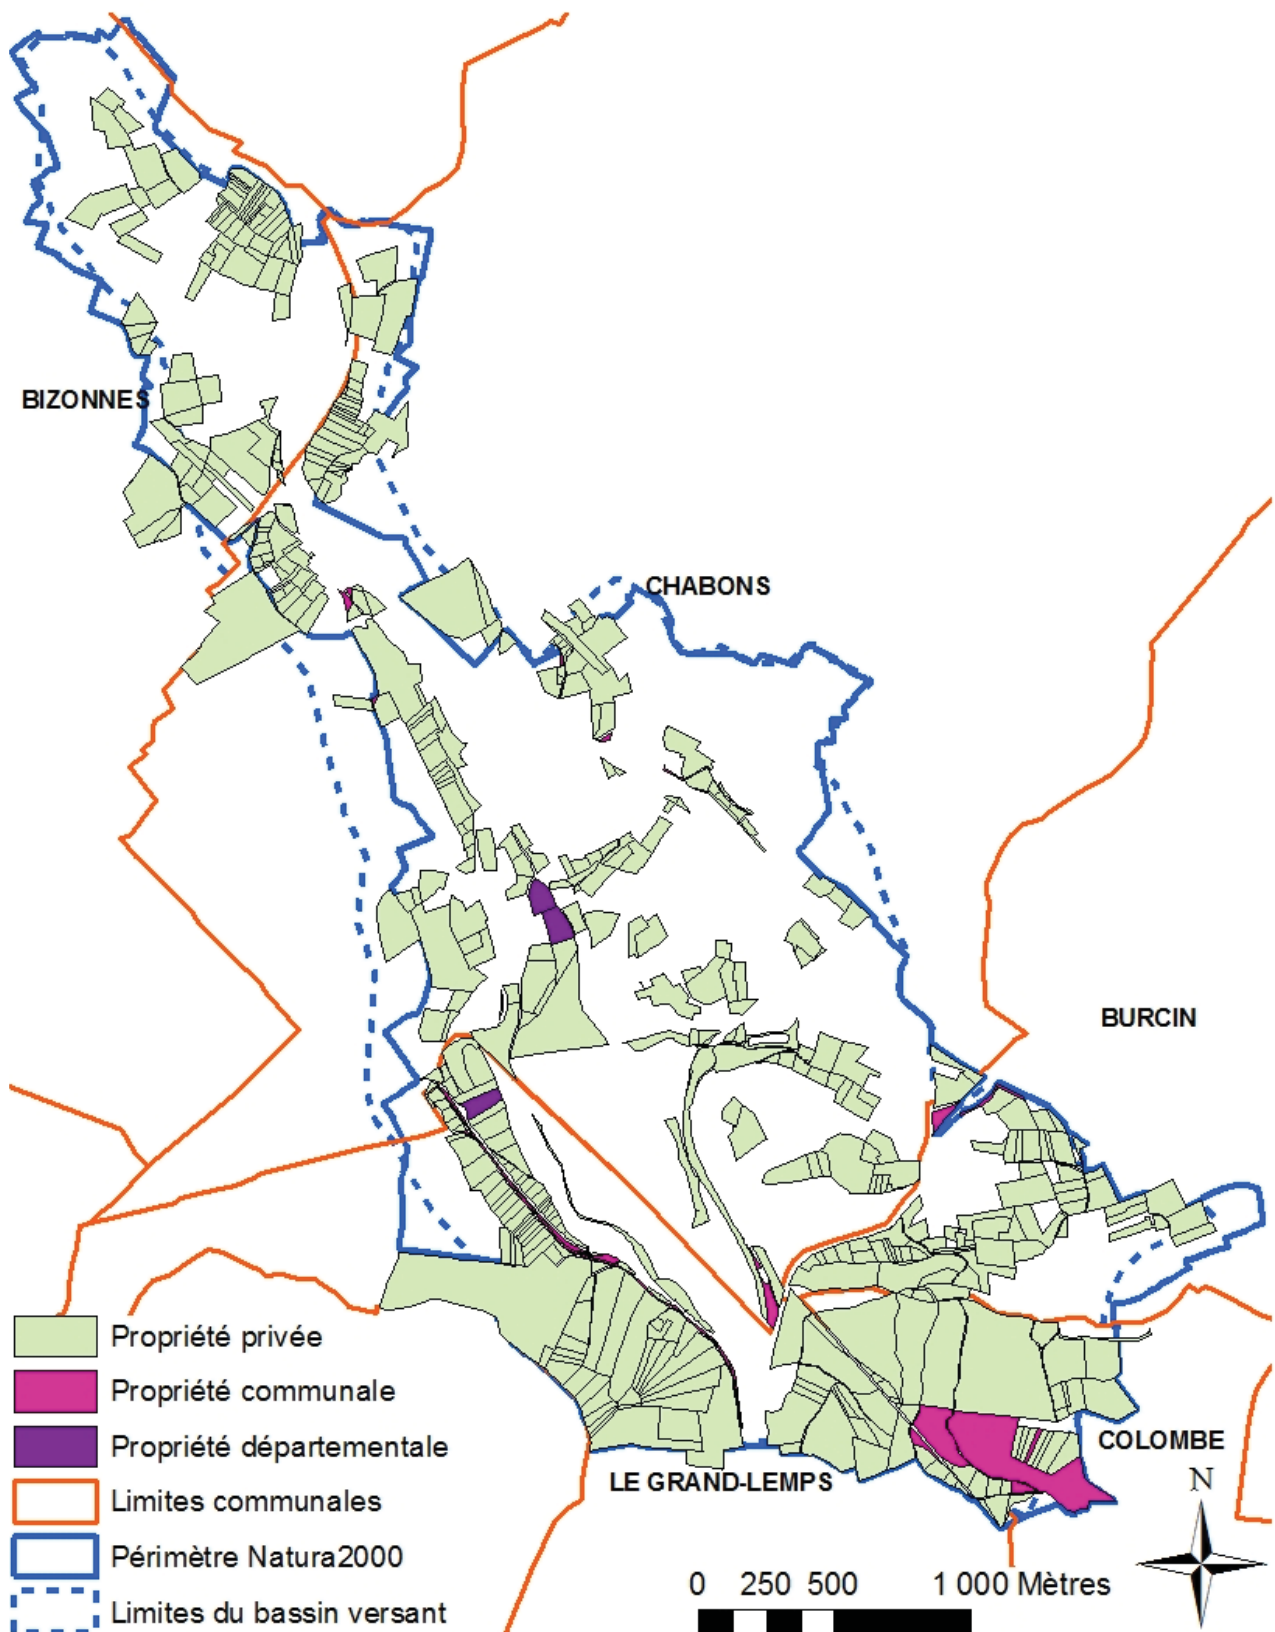 BIZONNES
CHABONS
BURCIN
Propriété privée
Propriété communale
Propriété départementale
COLOMBE
LE GRAND-LEMPS
N
Limites communales
Périmètre Natura2000
Limites du bassin versant
0 250 500 1 000 Mètres